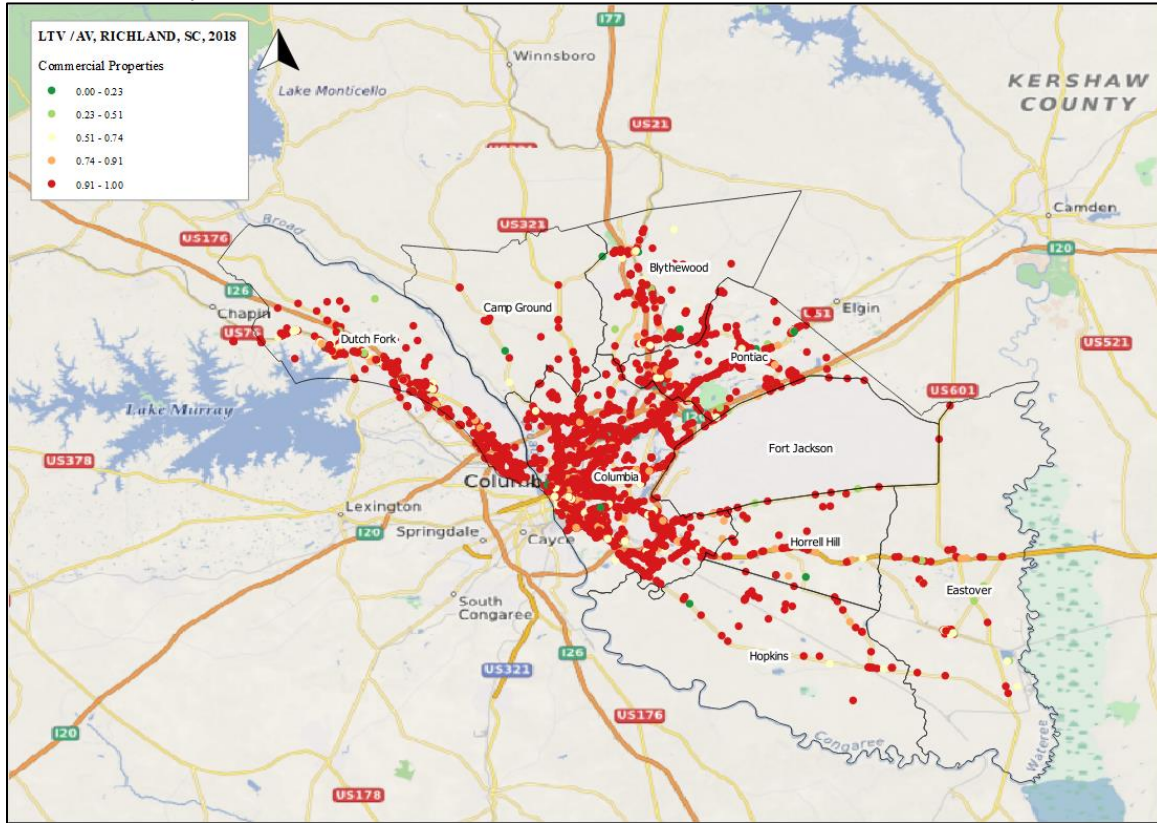 LTV / AV, RICHLAND, SC, 2018
Commercial Properties
0.00 - 0.23
0.23 - 0.51
0.51 - 0.74
0.74 - 0.91
0.91 - 1.00
I77
Winnsboro
Lake Monticello
KERSHAW
COUNTY
US21
Camden
US321
Broad
US176
I20
Blythewood
I26
Chapin
Camp Ground
Elgin
US76
Dutch Fork
US521
Pontiac
US601
Lake Murray
I20
Fort Jackson
US378
Columbia
Lexington
Springdale
Cayce
I20
Horrell Hill
Eastover
South
Congaree
Hopkins
I26
US321
US176
Congaree
Wateree
I20
US178